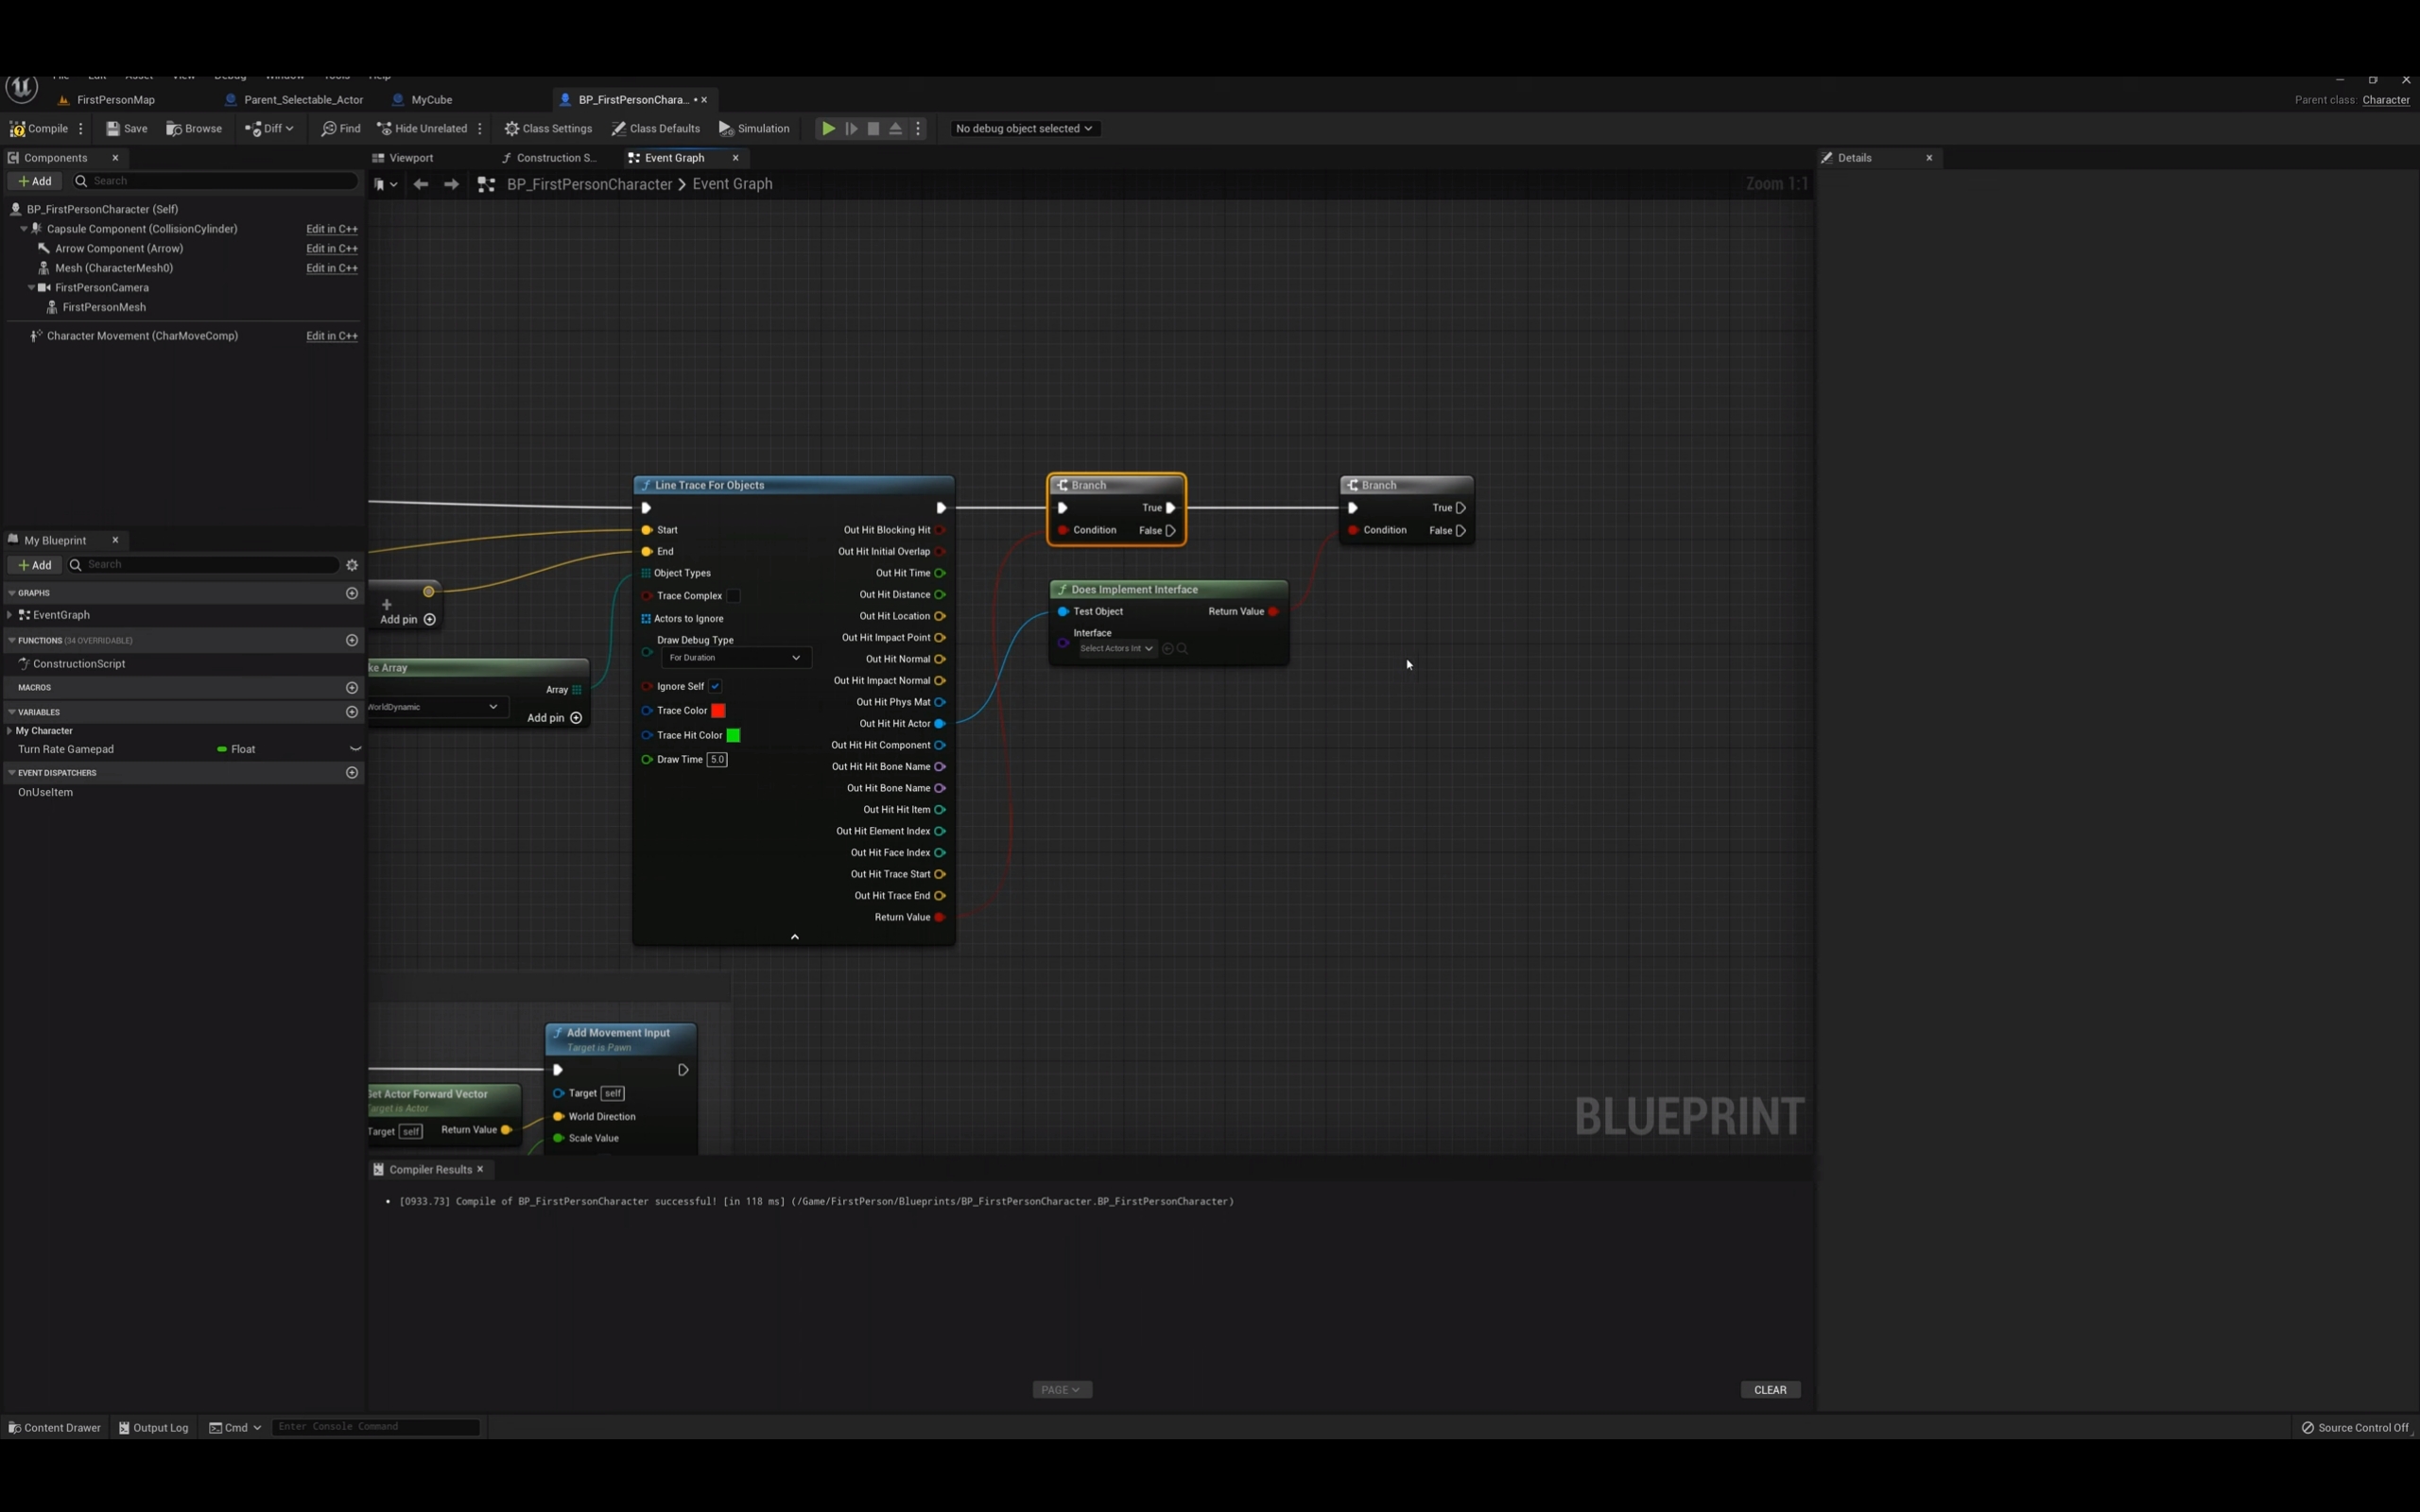 File Edit Asset View Debug Window Tools Help
FirstPersonMap
Parent_Selectable_Actor
MyCube
BP_FirstPersonChara... •
Parent class: Character
Compile
Save
Browse
Diff
Find
Hide Unrelated
Class Settings
Class Defaults
Simulation
No debug object selected
Components
Viewport
Construction S...
Event Graph
Details
+ Add
Search
BP_FirstPersonCharacter > Event Graph
Zoom 1:1
BP_FirstPersonCharacter (Self)
Capsule Component (CollisionCylinder) Edit in C++
Arrow Component (Arrow) Edit in C++
Mesh (CharacterMesh0) Edit in C++
FirstPersonCamera
FirstPersonMesh
Character Movement (CharMoveComp) Edit in C++
My Blueprint
+ Add
Search
GRAPHS
EventGraph
FUNCTIONS (34 OVERRIDABLE)
ConstructionScript
MACROS
VARIABLES
My Character
Turn Rate Gamepad Float
EVENT DISPATCHERS
OnUseItem
Add pin
ke Array
Array
WorldDynamic
Add pin
Line Trace For Objects
Start
End
Object Types
Trace Complex
Actors to Ignore
Draw Debug Type
For Duration
Ignore Self
Trace Color
Trace Hit Color
Draw Time 5.0
Out Hit Blocking Hit
Out Hit Initial Overlap
Out Hit Time
Out Hit Distance
Out Hit Location
Out Hit Impact Point
Out Hit Normal
Out Hit Impact Normal
Out Hit Phys Mat
Out Hit Hit Actor
Out Hit Hit Component
Out Hit Hit Bone Name
Out Hit Bone Name
Out Hit Hit Item
Out Hit Element Index
Out Hit Face Index
Out Hit Trace Start
Out Hit Trace End
Return Value
Branch
True
Condition
False
Does Implement Interface
Test Object
Return Value
Interface
Select Actors Int
Branch
True
Condition
False
Add Movement Input
Target is Pawn
Target self
World Direction
Scale Value
Get Actor Forward Vector
Target is Actor
Target self
Return Value
BLUEPRINT
Compiler Results
• [0933.73] Compile of BP_FirstPersonCharacter successful! [in 118 ms] (/Game/FirstPerson/Blueprints/BP_FirstPersonCharacter.BP_FirstPersonCharacter)
PAGE
CLEAR
Content Drawer
Output Log
Cmd
Enter Console Command
Source Control Off